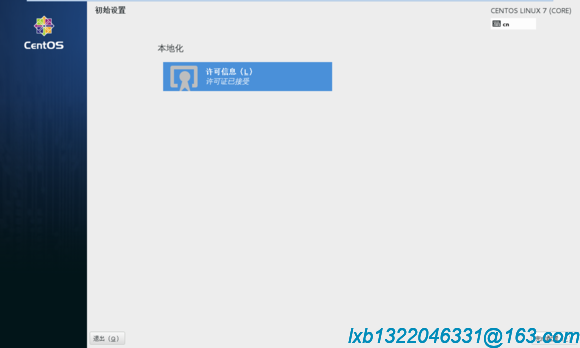 初始设置
CENTOS LINUX 7 (CORE)
cn
CentOS
本地化
许可信息（L）
许可证已接受
退出（Q）
lxb1322046331@163.com